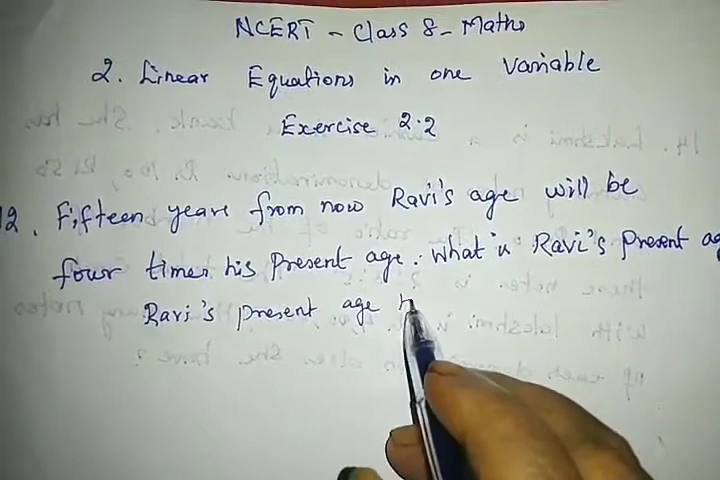 NCERT - Class 8 - Maths
2. Linear Equations in one Variable
Exercise 2.2
12. Fifteen years from now Ravi's age will be
four times his Present age. What is Ravi's Present
Ravi's present age